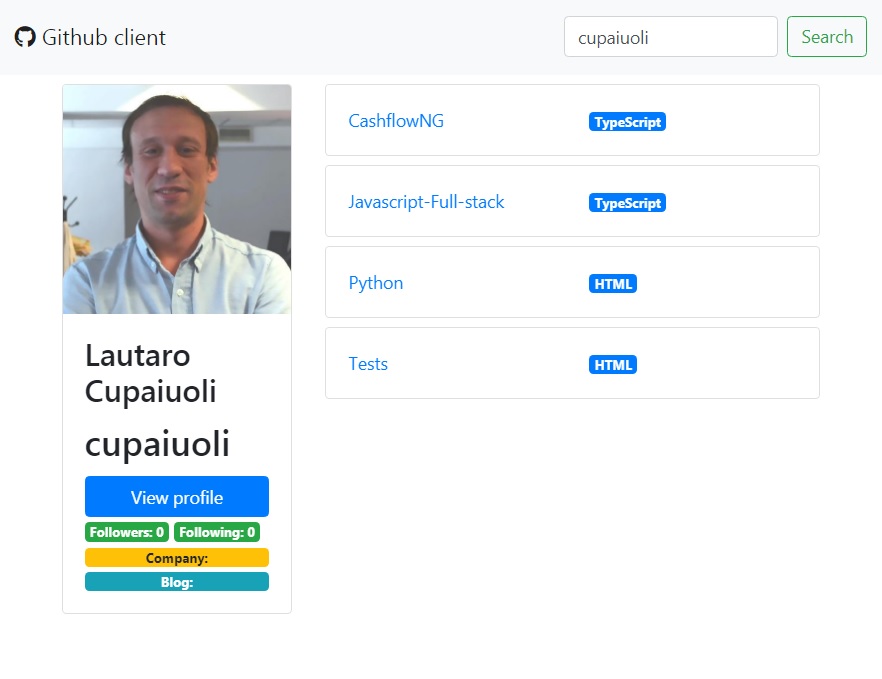 Github client
cupaiuoli
Search
Lautaro
Cupaiuoli
cupaiuoli
View profile
Followers: 0 Following: 0
Company:
Blog:
CashflowNG TypeScript
Javascript-Full-stack TypeScript
Python HTML
Tests HTML